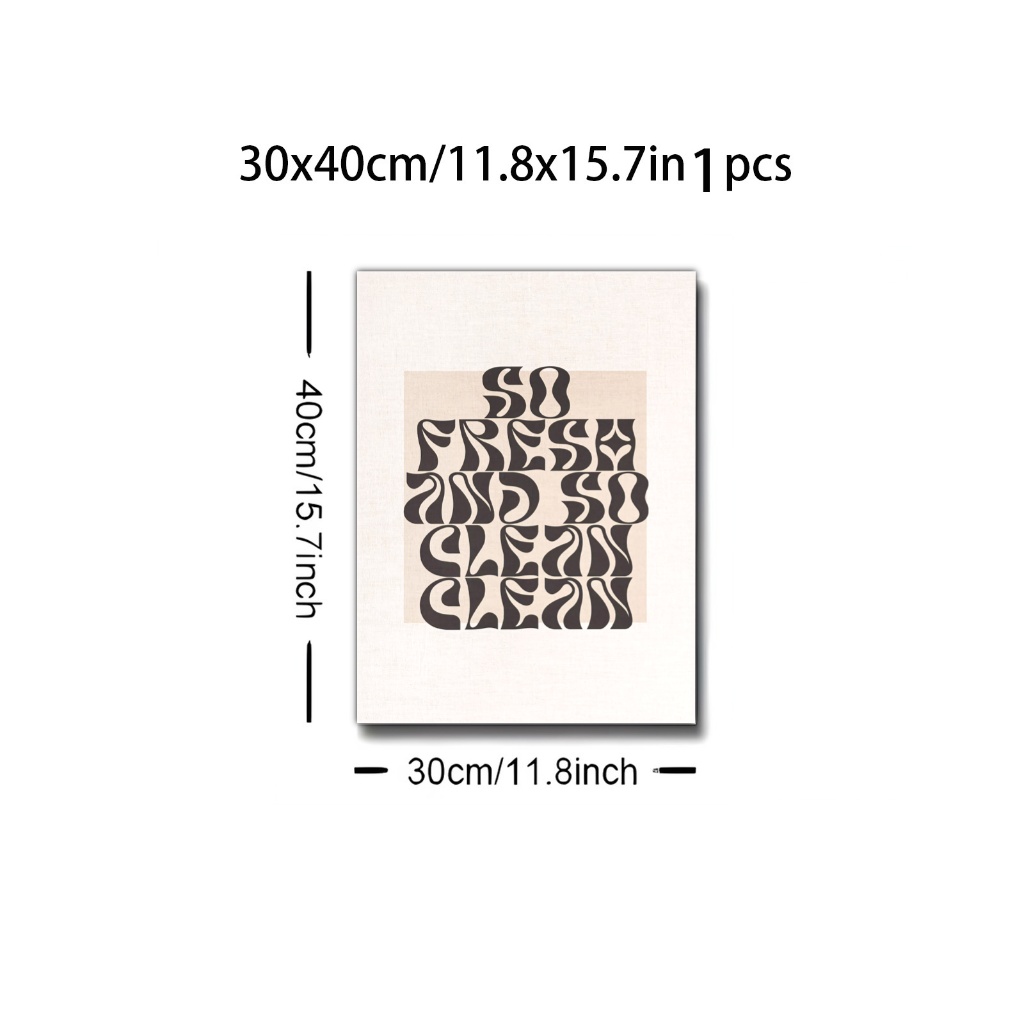 30x40cm/11.8x15.7in 1 pcs
40cm/15.7inch
SO
FRESH
AND SO
CLEAN
CLEAN
30cm/11.8inch